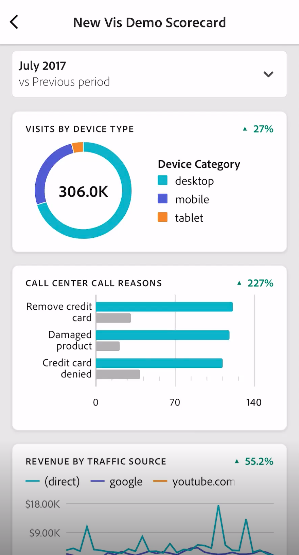 New Vis Demo Scorecard
July 2017
vs Previous period
VISITS BY DEVICE TYPE
▲ 27%
306.0K
Device Category
desktop
mobile
tablet
CALL CENTER CALL REASONS
▲ 227%
Remove credit
card
Damaged
product
Credit card
denied
0 70 140
REVENUE BY TRAFFIC SOURCE
▲ 55.2%
(direct) google youtube.com
$18.00K
$9.00K